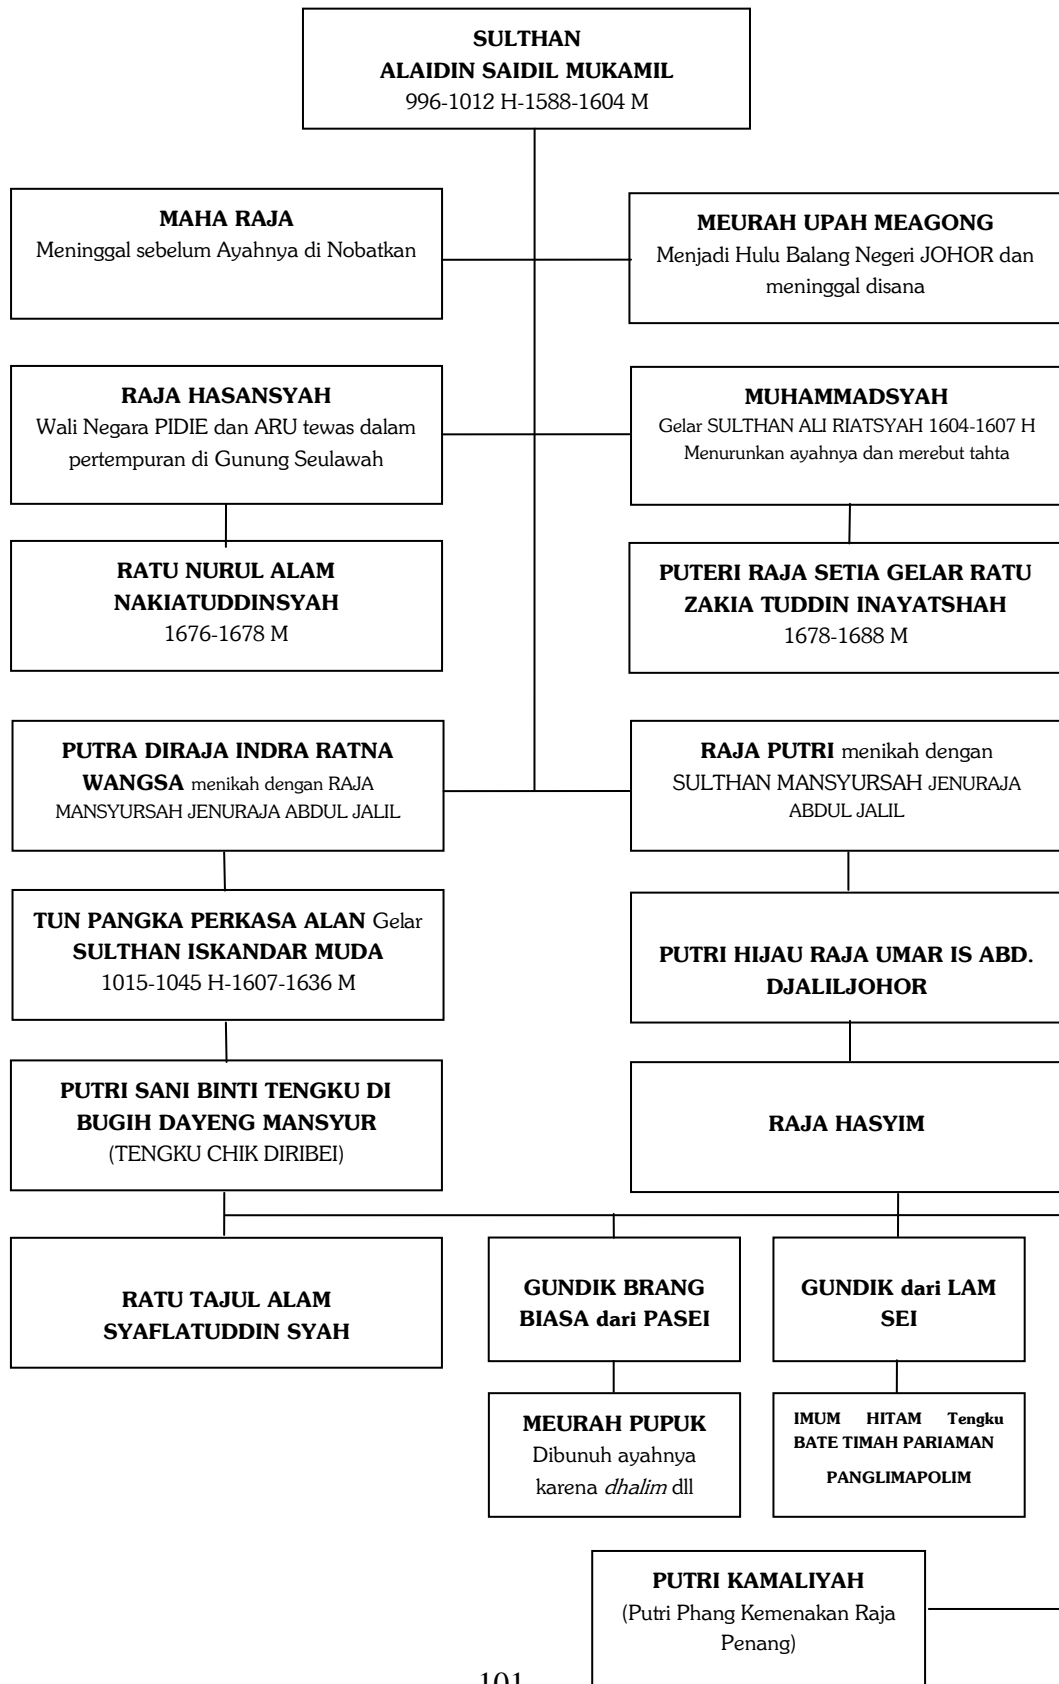 SULTHAN
ALAIDIN SAIDIL MUKAMIL
996-1012 H-1588-1604 M
MAHA RAJA
Meninggal sebelum Ayahnya di Nobatkan
MEURAH UPAH MEAGONG
Menjadi Hulu Balang Negeri JOHOR dan
meninggal disana
RAJA HASANSYAH
Wali Negara PIDIE dan ARU tewas dalam
pertempuran di Gunung Seulawah
MUHAMMADSYAH
Gelar SULTHAN ALI RIATSYAH 1604-1607 H
Menurunkan ayahnya dan merebut tahta
RATU NURUL ALAM
NAKIATUDDINSYAH
1676-1678 M
PUTERI RAJA SETIA GELAR RATU
ZAKIA TUDDIN INAYATSHAH
1678-1688 M
PUTRA DIRAJA INDRA RATNA
WANGSA menikah dengan RAJA
MANSYURSAH JENURAJA ABDUL JALIL
RAJA PUTRI menikah dengan
SULTHAN MANSYURSAH JENURAJA
ABDUL JALIL
TUN PANGKA PERKASA ALAN Gelar
SULTHAN ISKANDAR MUDA
1015-1045 H-1607-1636 M
PUTRI HIJAU RAJA UMAR IS ABD.
DJALILJOHOR
PUTRI SANI BINTI TENGKU DI
BUGIH DAYENG MANSYUR
(TENGKU CHIK DIRIBEI)
RAJA HASYIM
RATU TAJUL ALAM
SYAFLATUDDIN SYAH
GUNDIK BRANG
BIASA dari PASEI
GUNDIK dari LAM
SEI
MEURAH PUPUK
Dibunuh ayahnya
karena dhalim dll
IMUM HITAM Tengku
BATE TIMAH PARIAMAN
PANGLIMAPOLIM
PUTRI KAMALIYAH
(Putri Phang Kemenakan Raja
Penang)
101